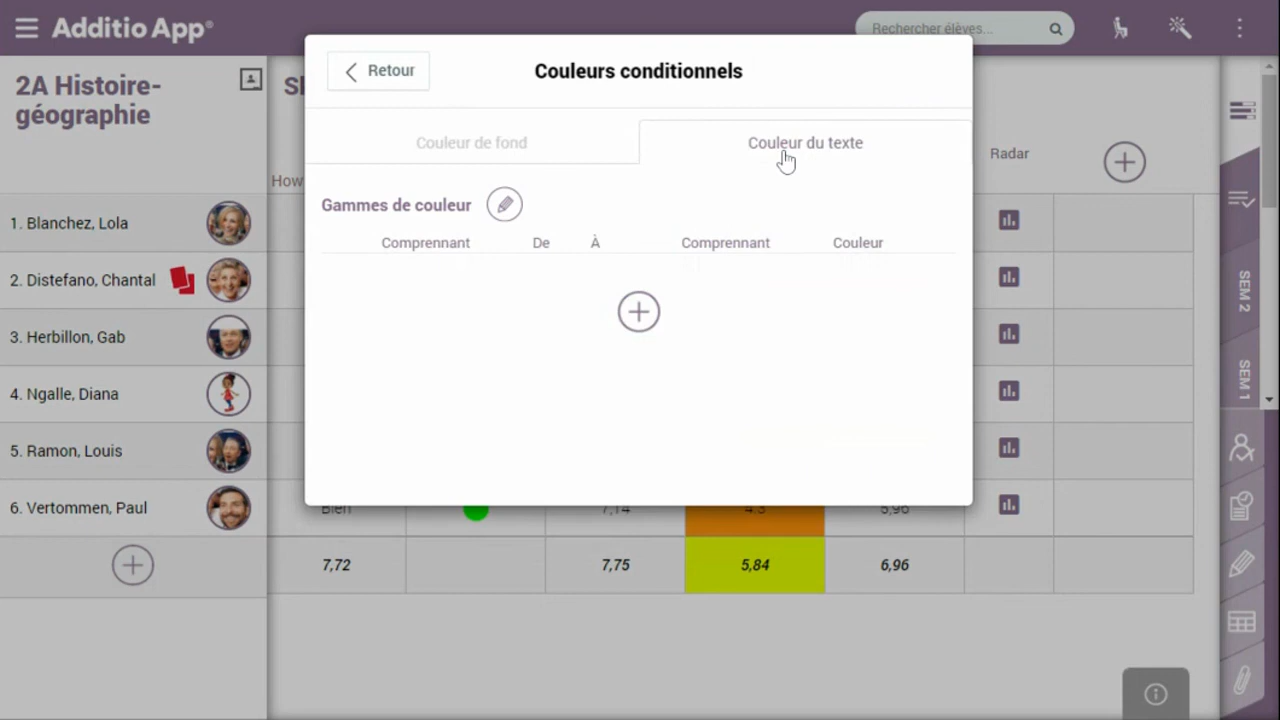 Additio App®
Rechercher élèves...
2A Histoire-
géographie
Retour
Couleurs conditionnels
Couleur de fond
Couleur du texte
Radar
How
Gammes de couleur
Comprennant De À Comprennant Couleur
1. Blanchez, Lola
2. Distefano, Chantal
3. Herbillon, Gab
4. Ngalle, Diana
5. Ramon, Louis
6. Vertommen, Paul
Bien 7,14 4.3 5,96
7,72 7,75 5,84 6,96
SEM 2
SEM 1